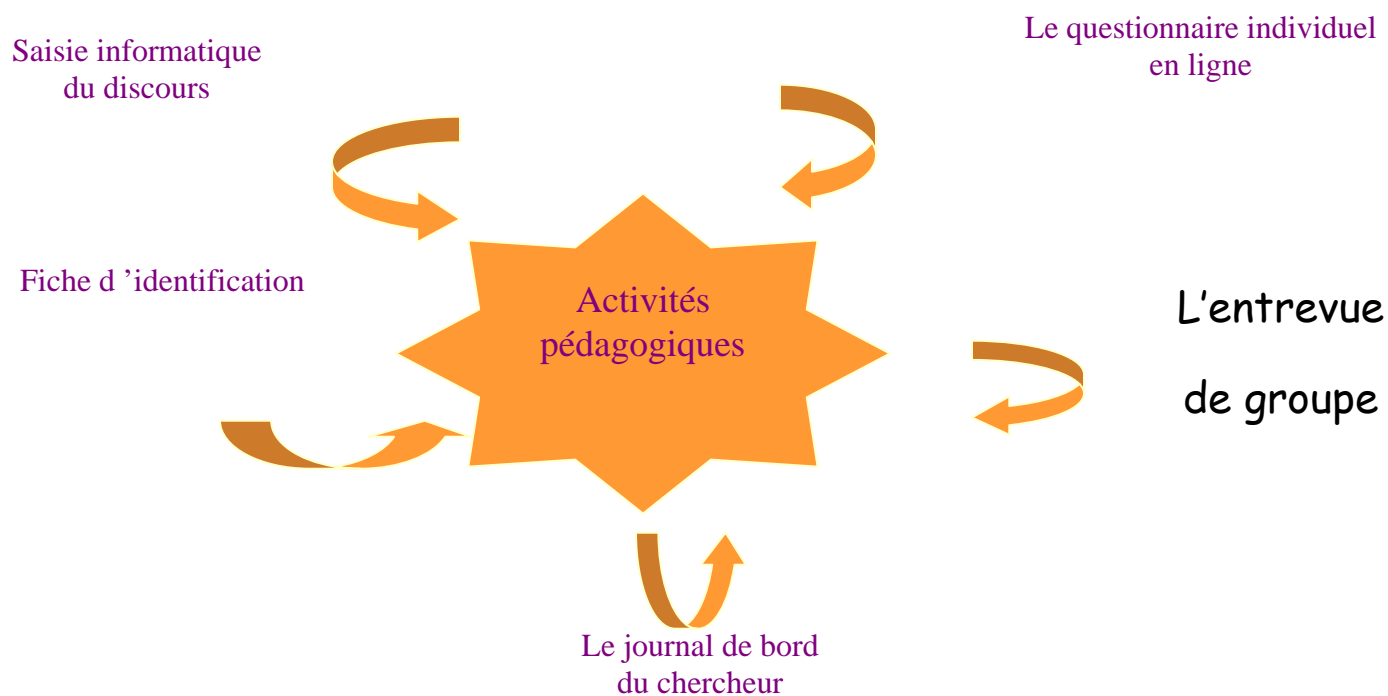 Saisie informatique
du discours
Le questionnaire individuel
en ligne
Fiche d ’identification
Activités
pédagogiques
L’entrevue
de groupe
Le journal de bord
du chercheur